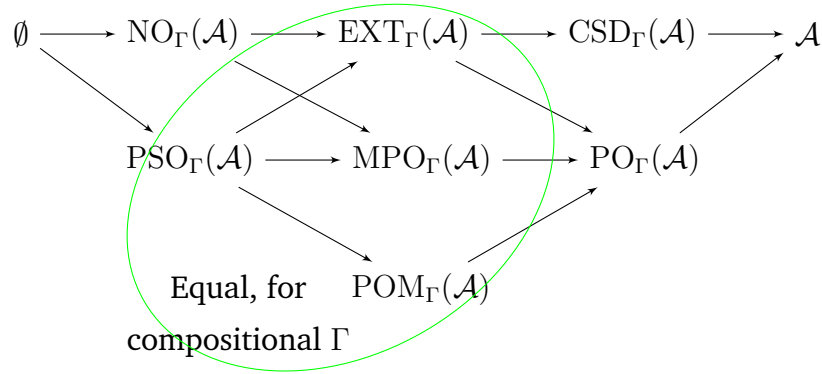 ∅ NO_Γ(𝒜) EXT_Γ(𝒜) CSD_Γ(𝒜) 𝒜
PSO_Γ(𝒜) MPO_Γ(𝒜) PO_Γ(𝒜)
Equal, for POM_Γ(𝒜)
compositional Γ